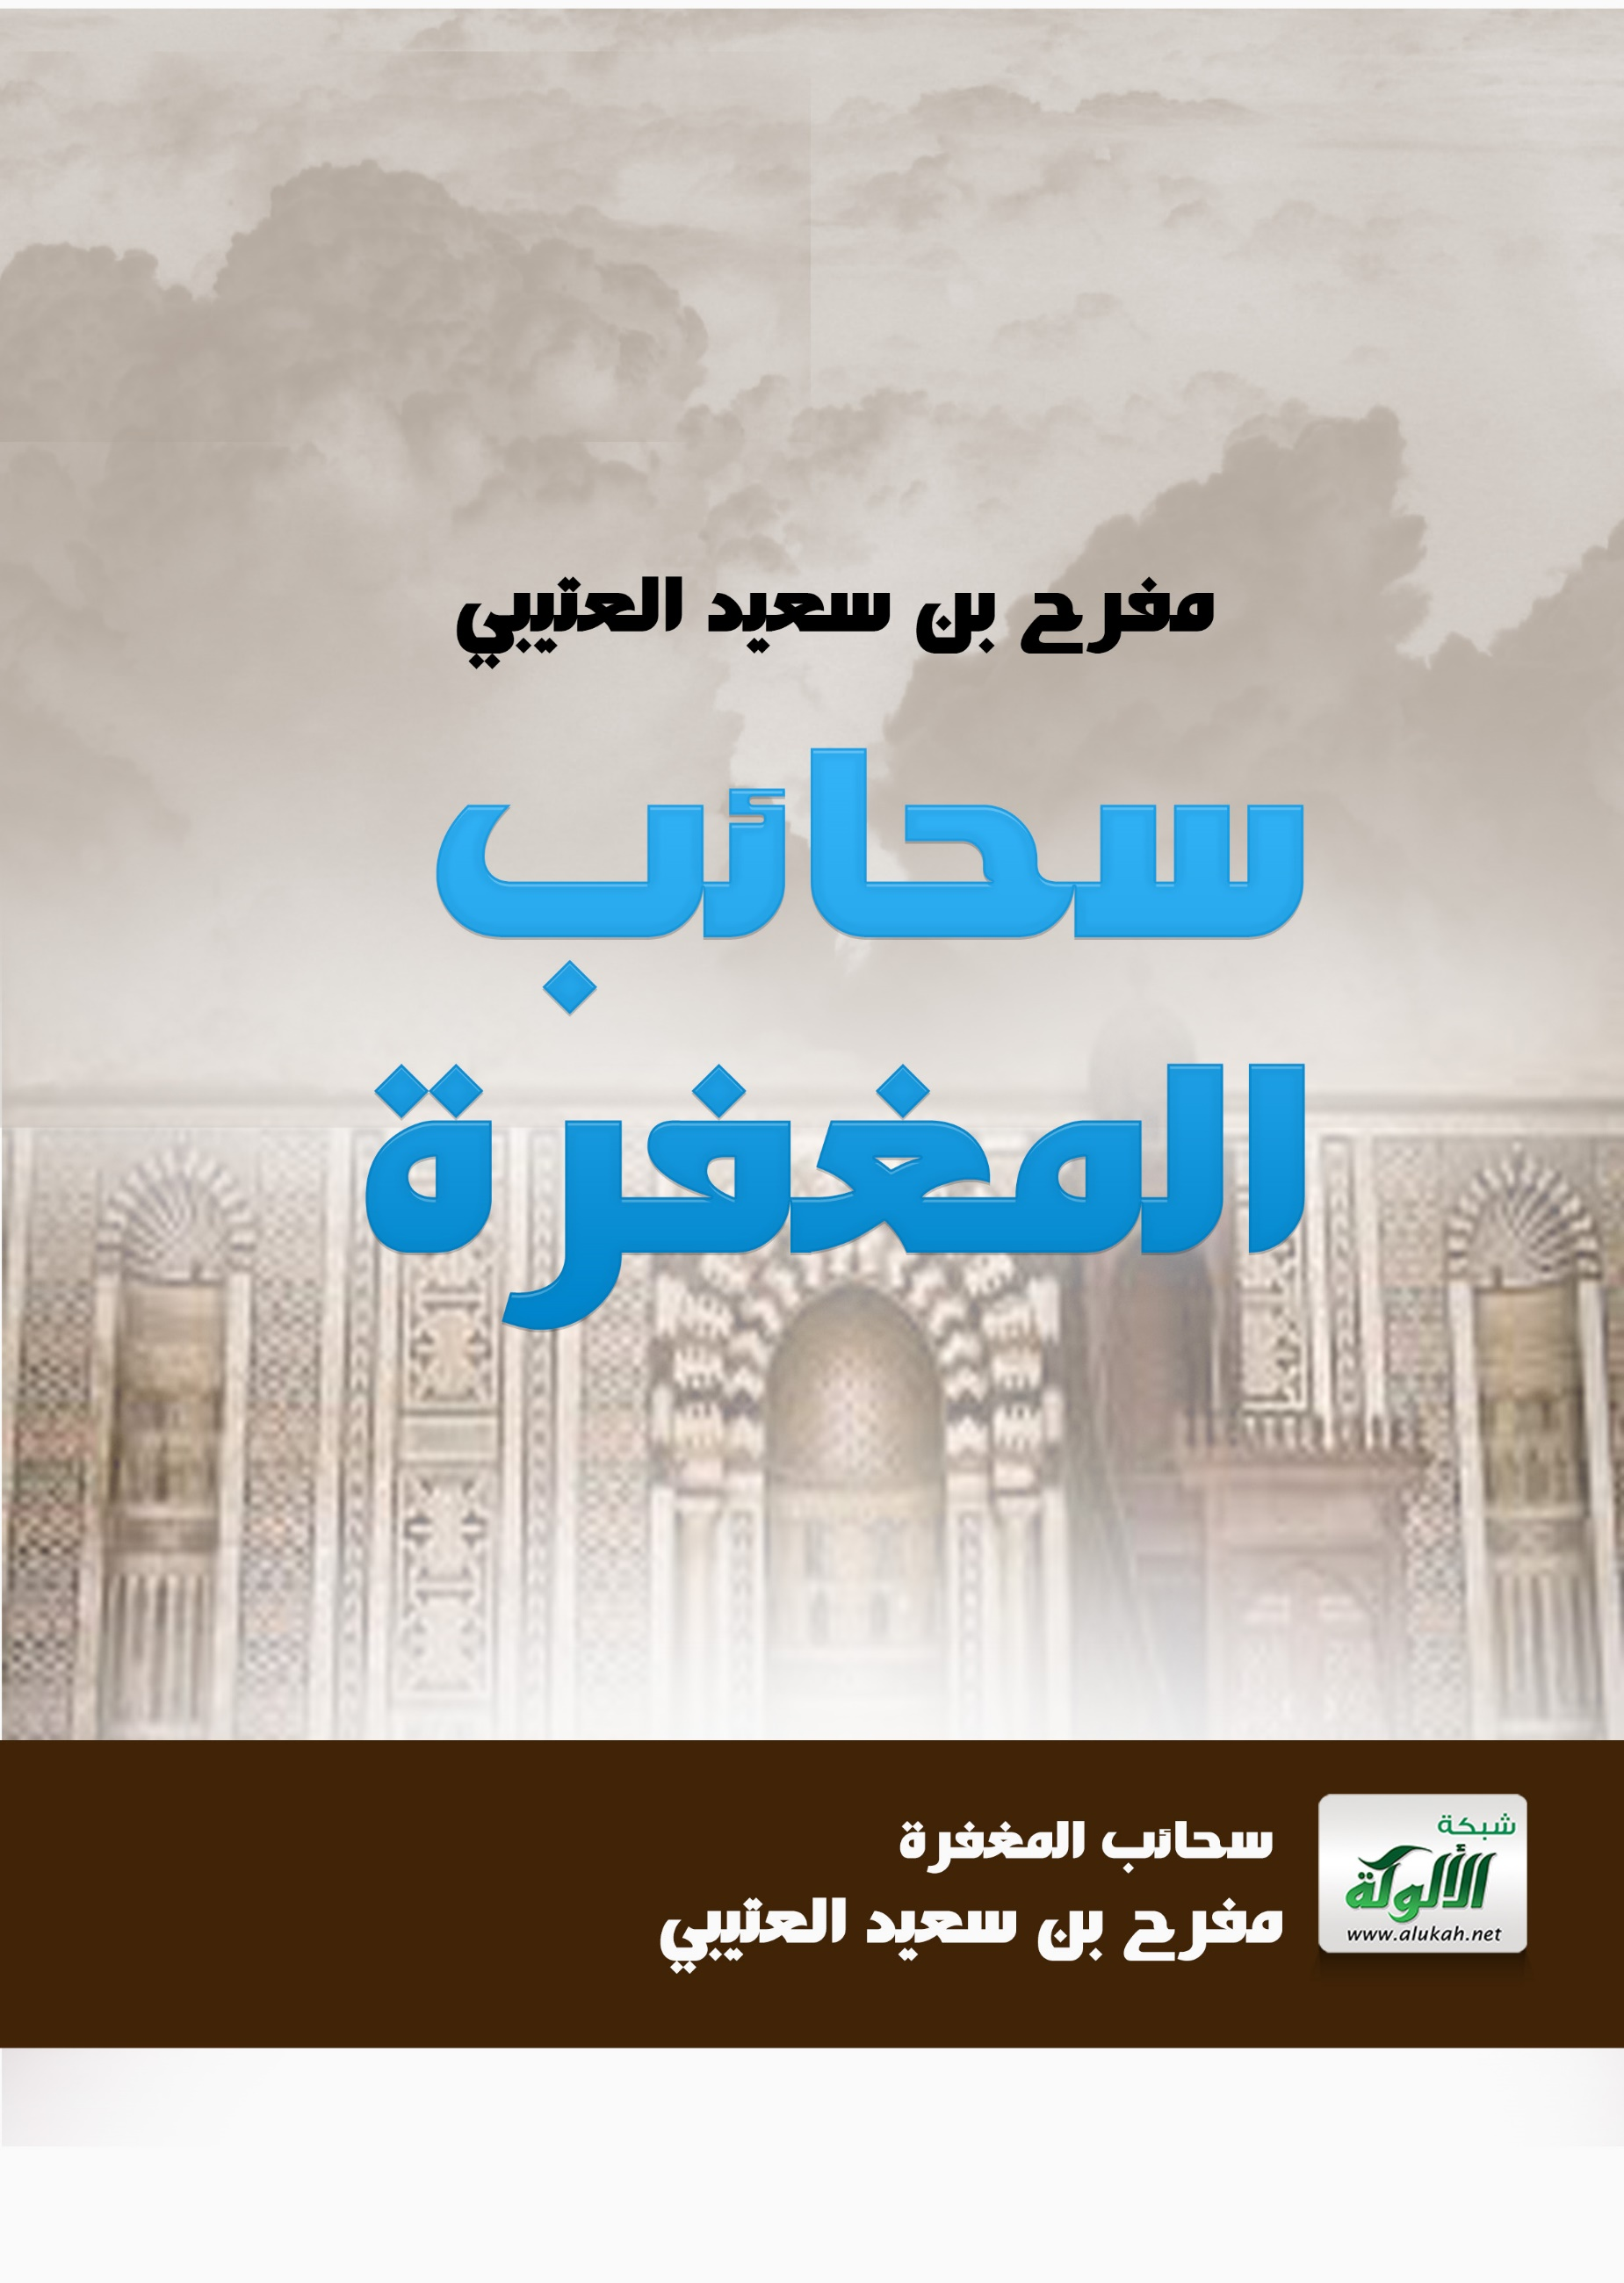 مفرح بن سعيد العتيبي
سحائب
المغفرة
سحائب المغفرة
مفرح بن سعيد العتيبي
شبكة
الألوكة
www.alukah.net